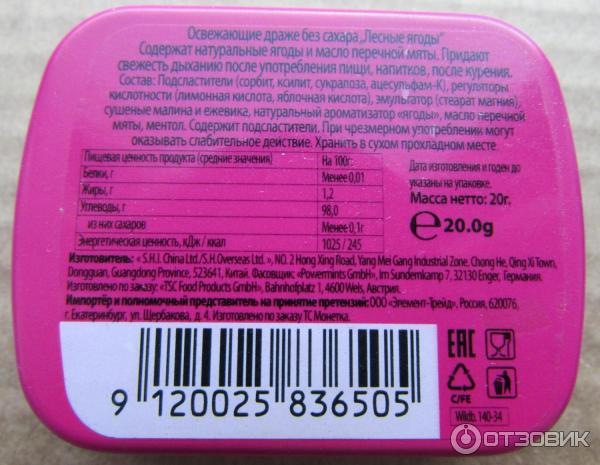 Освежающие драже без сахара „Лесные ягоды"
Содержат натуральные ягоды и масло перечной мяты. Придают
свежесть дыханию после употребления пищи, напитков, после курения.
Состав: Подсластители (сорбит, ксилит, сукралоза, ацесульфам-К), регуляторы
кислотности (лимонная кислота, яблочная кислота), эмульгатор (стеарат магния),
сушеные малина и ежевика, натуральный ароматизатор «ягоды», масло перечной
мяты, ментол. Содержит подсластители. При чрезмерном употреблении могут
оказывать слабительное действие. Хранить в сухом прохладном месте.
Пищевая ценность продукта (средние значения) На 100г:
Белки, г Менее 0,01
Жиры, г 1,2
Углеводы, г 98,0
из них сахаров Менее 0,1г
Энергетическая ценность, кДж / ккал 1025 / 245
Дата изготовления и годен до
указаны на упаковке.
Масса нетто: 20г.
℮20.0g
Изготовитель: « S.H.I. China Ltd./S.H.Overseas Ltd. », NO. 2 Hong Xing Road, Yang Mei Gang Industrial Zone, Chong He, Qing Xi Town,
Dongguan, Guangdong Province, 523641, Китай. Фасовщик: «Powermints GmbH», Im Sundernkamp 7, 32130 Enger, Германия.
Изготовлено по заказу: «TSC Food Products GmbH», Bahnhofplatz 1, 4600 Wels, Австрия.
Импортёр и полномочный представитель на принятие претензий: ООО «Элемент-Трейд», Россия, 620076,
г. Екатеринбург, ул. Щербакова, д. 4. Изготовлено по заказу ТС Монетка.
9 120025 836505
EAC
C/FE
Wildb. 140-34
ОТЗОВИК